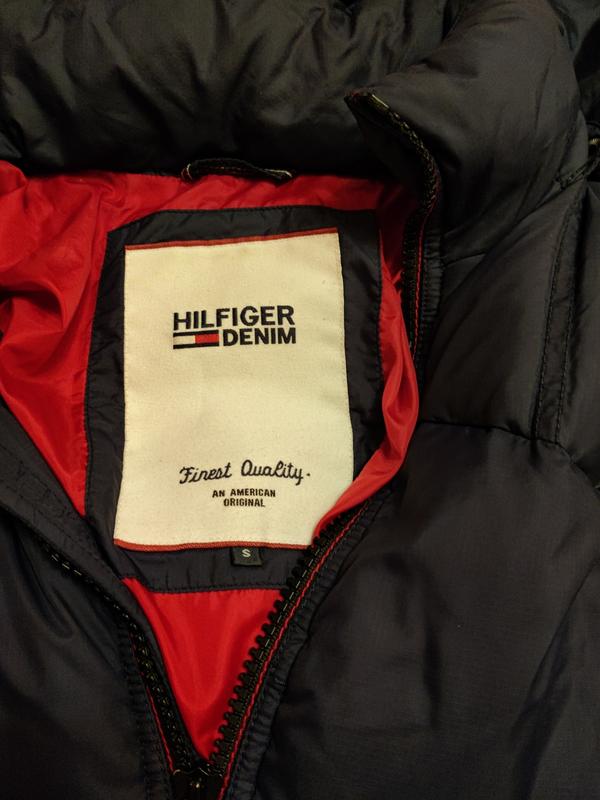 HILFIGER
DENIM
Finest Quality.
AN AMERICAN
ORIGINAL
S